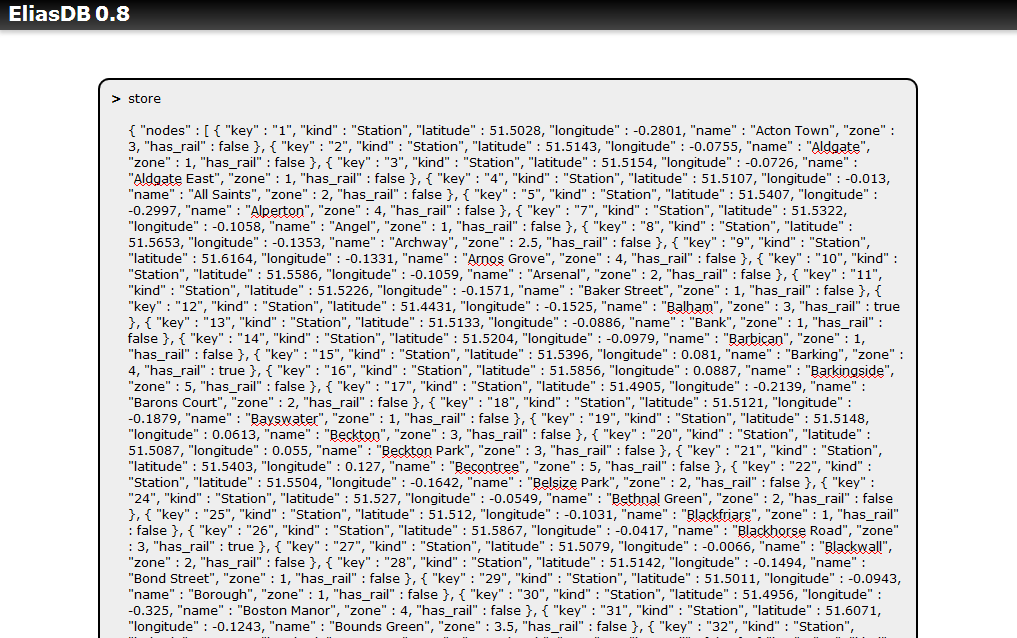 EliasDB 0.8
> store
{ "nodes" : [ { "key" : "1", "kind" : "Station", "latitude" : 51.5028, "longitude" : -0.2801, "name" : "Acton Town", "zone" :
3, "has_rail" : false }, { "key" : "2", "kind" : "Station", "latitude" : 51.5143, "longitude" : -0.0755, "name" : "Aldgate",
"zone" : 1, "has_rail" : false }, { "key" : "3", "kind" : "Station", "latitude" : 51.5154, "longitude" : -0.0726, "name" :
"Aldgate East", "zone" : 1, "has_rail" : false }, { "key" : "4", "kind" : "Station", "latitude" : 51.5107, "longitude" : -0.013,
"name" : "All Saints", "zone" : 2, "has_rail" : false }, { "key" : "5", "kind" : "Station", "latitude" : 51.5407, "longitude" :
-0.2997, "name" : "Alperton", "zone" : 4, "has_rail" : false }, { "key" : "7", "kind" : "Station", "latitude" : 51.5322,
"longitude" : -0.1058, "name" : "Angel", "zone" : 1, "has_rail" : false }, { "key" : "8", "kind" : "Station", "latitude" :
51.5653, "longitude" : -0.1353, "name" : "Archway", "zone" : 2.5, "has_rail" : false }, { "key" : "9", "kind" : "Station",
"latitude" : 51.6164, "longitude" : -0.1331, "name" : "Arnos Grove", "zone" : 4, "has_rail" : false }, { "key" : "10", "kind" :
"Station", "latitude" : 51.5586, "longitude" : -0.1059, "name" : "Arsenal", "zone" : 2, "has_rail" : false }, { "key" : "11",
"kind" : "Station", "latitude" : 51.5226, "longitude" : -0.1571, "name" : "Baker Street", "zone" : 1, "has_rail" : false }, {
"key" : "12", "kind" : "Station", "latitude" : 51.4431, "longitude" : -0.1525, "name" : "Balham", "zone" : 3, "has_rail" : true
}, { "key" : "13", "kind" : "Station", "latitude" : 51.5133, "longitude" : -0.0886, "name" : "Bank", "zone" : 1, "has_rail" :
false }, { "key" : "14", "kind" : "Station", "latitude" : 51.5204, "longitude" : -0.0979, "name" : "Barbican", "zone" : 1,
"has_rail" : false }, { "key" : "15", "kind" : "Station", "latitude" : 51.5396, "longitude" : 0.081, "name" : "Barking", "zone" :
4, "has_rail" : true }, { "key" : "16", "kind" : "Station", "latitude" : 51.5856, "longitude" : 0.0887, "name" : "Barkingside",
"zone" : 5, "has_rail" : false }, { "key" : "17", "kind" : "Station", "latitude" : 51.4905, "longitude" : -0.2139, "name" :
"Barons Court", "zone" : 2, "has_rail" : false }, { "key" : "18", "kind" : "Station", "latitude" : 51.5121, "longitude" :
-0.1879, "name" : "Bayswater", "zone" : 1, "has_rail" : false }, { "key" : "19", "kind" : "Station", "latitude" : 51.5148,
"longitude" : 0.0613, "name" : "Beckton", "zone" : 3, "has_rail" : false }, { "key" : "20", "kind" : "Station", "latitude" :
51.5087, "longitude" : 0.055, "name" : "Beckton Park", "zone" : 3, "has_rail" : false }, { "key" : "21", "kind" : "Station",
"latitude" : 51.5403, "longitude" : 0.127, "name" : "Becontree", "zone" : 5, "has_rail" : false }, { "key" : "22", "kind" :
"Station", "latitude" : 51.5504, "longitude" : -0.1642, "name" : "Belsize Park", "zone" : 2, "has_rail" : false }, { "key" :
"24", "kind" : "Station", "latitude" : 51.527, "longitude" : -0.0549, "name" : "Bethnal Green", "zone" : 2, "has_rail" : false
}, { "key" : "25", "kind" : "Station", "latitude" : 51.512, "longitude" : -0.1031, "name" : "Blackfriars", "zone" : 1, "has_rail"
: false }, { "key" : "26", "kind" : "Station", "latitude" : 51.5867, "longitude" : -0.0417, "name" : "Blackhorse Road", "zone"
: 3, "has_rail" : true }, { "key" : "27", "kind" : "Station", "latitude" : 51.5079, "longitude" : -0.0066, "name" : "Blackwall",
"zone" : 2, "has_rail" : false }, { "key" : "28", "kind" : "Station", "latitude" : 51.5142, "longitude" : -0.1494, "name" :
"Bond Street", "zone" : 1, "has_rail" : false }, { "key" : "29", "kind" : "Station", "latitude" : 51.5011, "longitude" : -0.0943,
"name" : "Borough", "zone" : 1, "has_rail" : false }, { "key" : "30", "kind" : "Station", "latitude" : 51.4956, "longitude" :
-0.325, "name" : "Boston Manor", "zone" : 4, "has_rail" : false }, { "key" : "31", "kind" : "Station", "latitude" : 51.6071,
"longitude" : -0.1243, "name" : "Bounds Green", "zone" : 3.5, "has_rail" : false }, { "key" : "32", "kind" : "Station",